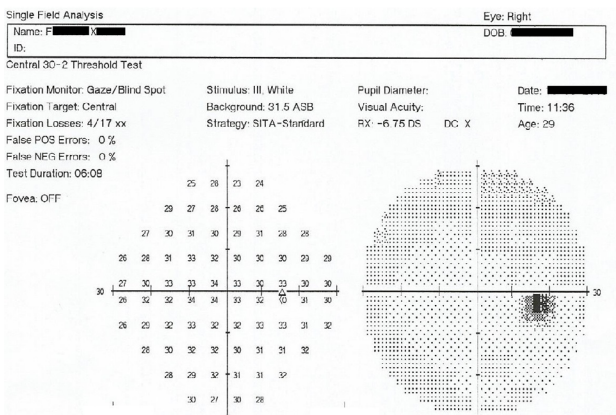 Single Field Analysis Eye: Right
Name: F X DOB:
ID:
Central 30-2 Threshold Test
Fixation Monitor: Gaze/Blind Spot Stimulus: III, White Pupil Diameter: Date:
Fixation Target: Central Background: 31.5 ASB Visual Acuity: Time: 11:36
Fixation Losses: 4/17 xx Strategy: SITA-Standard RX: -6.75 DS DC X Age: 29
False POS Errors: 0 %
False NEG Errors: 0 %
Test Duration: 06:08
Fovea: OFF
25 28 23 24
29 27 28 26 26 25
27 30 31 30 29 31 28 28
26 28 31 33 32 30 30 30 29 29
27 30 33 33 34 33 30 33 30 30
30 30
26 32 32 34 34 33 32 <0 31 30
26 29 32 33 32 32 33 33 31 32
28 30 32 32 30 31 31 32
28 29 32 31 31 32
30 27 30 28